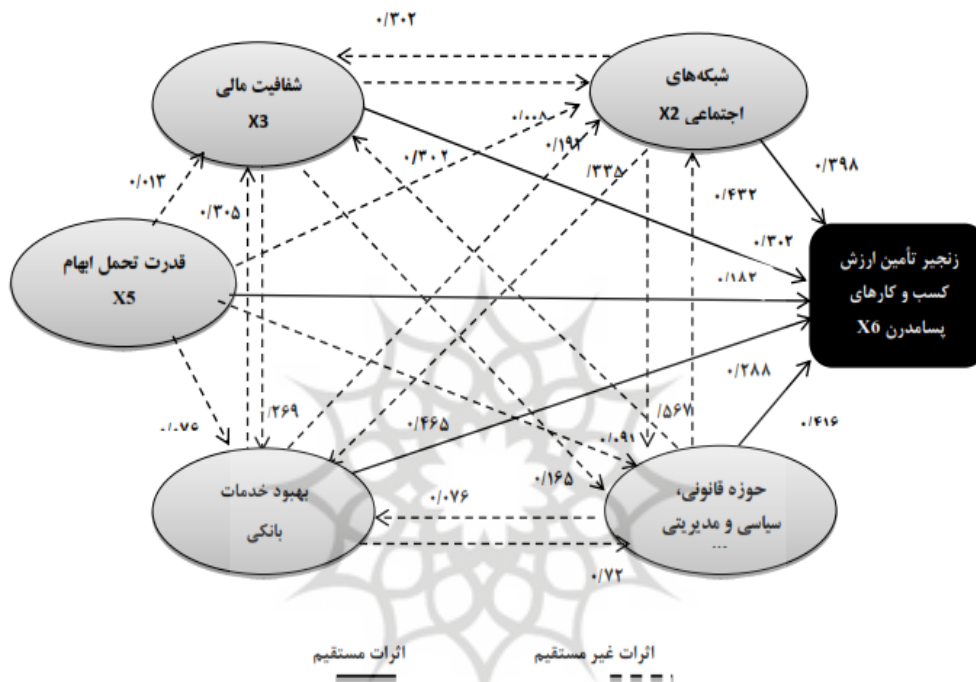 ۰/۳۰۲
شفافیت مالی
X3
شبکه‌های
اجتماعی X2
۰/۰۰۸
۰/۱۹۲
۰/۳۰۲
/۳۳۵
۰/۳۹۸
۰/۰۱۳
۰/۳۰۵
۰/۴۳۲
قدرت تحمل ابهام
X5
۰/۳۰۲
۰/۱۸۲
زنجیر تأمین ارزش
کسب و کارهای
پسامدرن X6
۰/۲۸۸
/۲۶۹
۰/۴۶۵
/۵۶۷
۰/۴۱۶
۰/۰۷۶
۰/۰۹۱
۰/۱۶۵
بهبود خدمات
بانکی
حوزه قانونی،
سیاسی و مدیریتی
...
۰/۰۷۶
۰/۷۲
اثرات مستقیم
اثرات غیر مستقیم